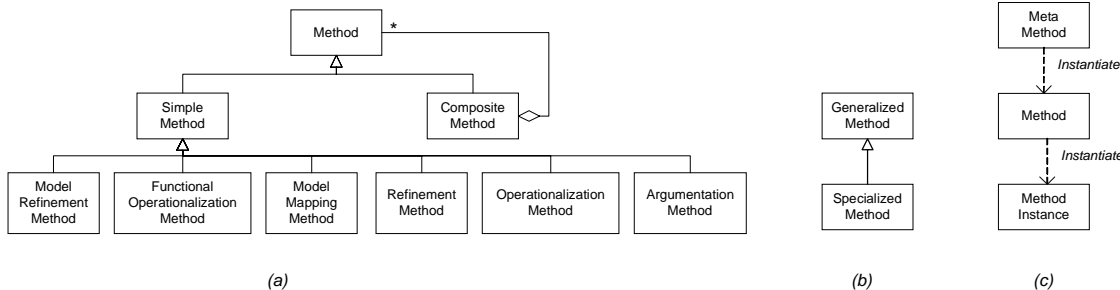 Method
*
Simple
Method
Composite
Method
Model
Refinement
Method
Functional
Operationalization
Method
Model
Mapping
Method
Refinement
Method
Operationalization
Method
Argumentation
Method
(a)
Generalized
Method
Specialized
Method
(b)
Meta
Method
Instantiate
Method
Instantiate
Method
Instance
(c)